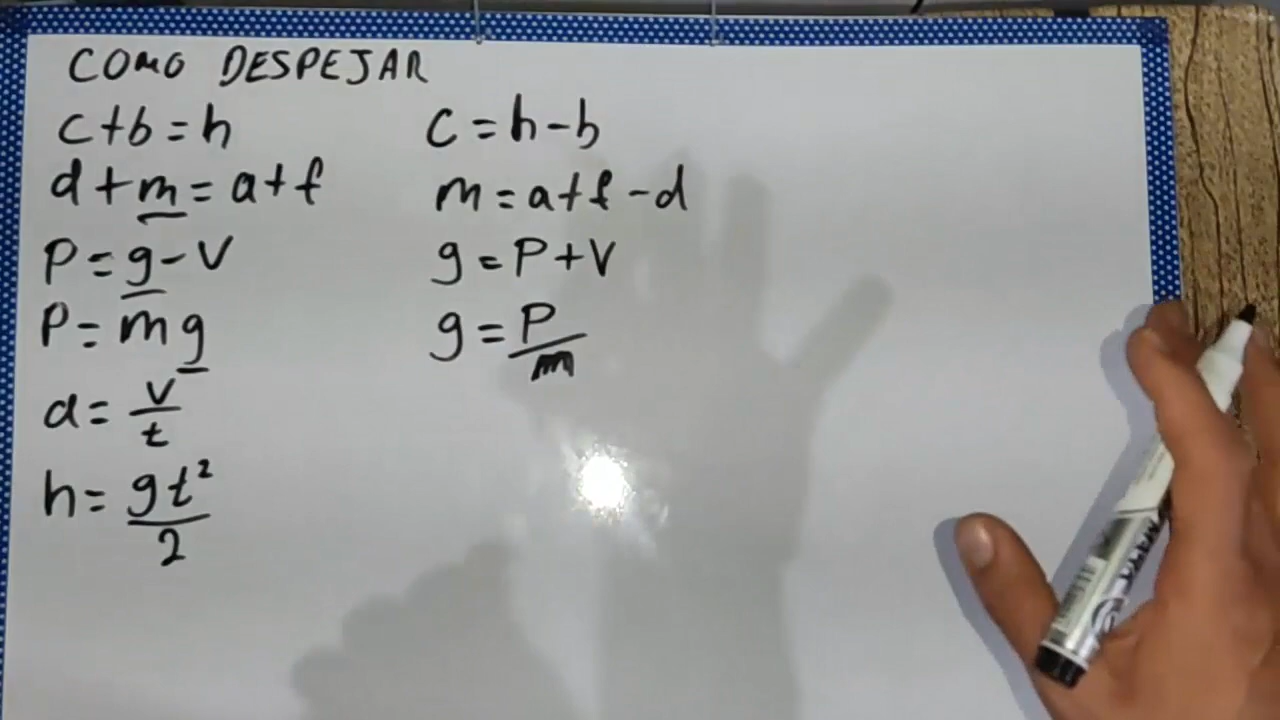 COMO DESPEJAR
c+b=h c=h-b
d+m=a+f m=a+f-d
P=g-V g=P+V
P=mg g=P/m
a=v/t
h=gt²/2